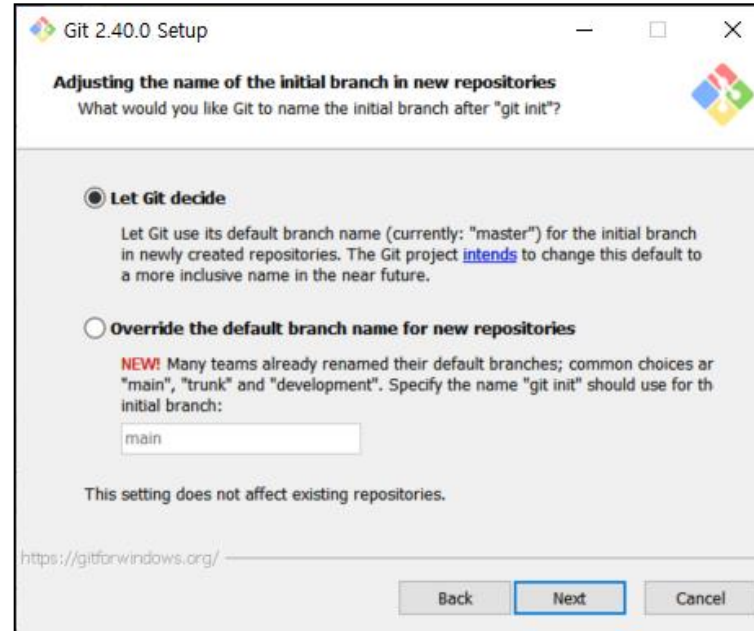 Git 2.40.0 Setup
Adjusting the name of the initial branch in new repositories
What would you like Git to name the initial branch after "git init"?
Let Git decide
Let Git use its default branch name (currently: "master") for the initial branch
in newly created repositories. The Git project intends to change this default to
a more inclusive name in the near future.
Override the default branch name for new repositories
NEW! Many teams already renamed their default branches; common choices ar
"main", "trunk" and "development". Specify the name "git init" should use for th
initial branch:
main
This setting does not affect existing repositories.
https://gitforwindows.org/
Back Next Cancel